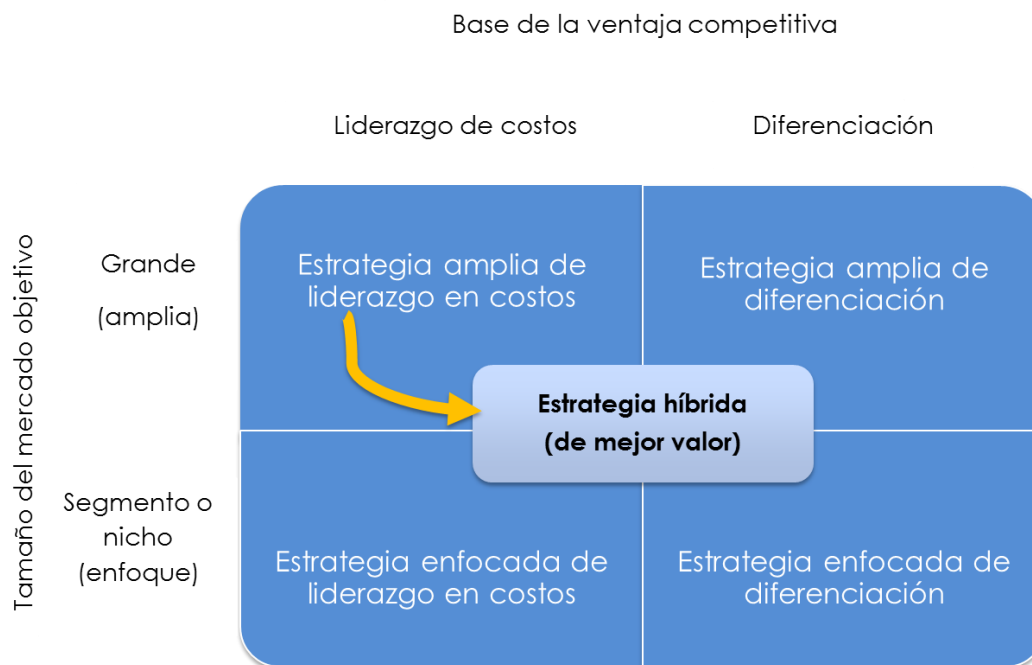 Base de la ventaja competitiva
Liderazgo de costos
Diferenciación
Tamaño del mercado objetivo
Grande
(amplia)
Estrategia amplia de
liderazgo en costos
Estrategia amplia de
diferenciación
Estrategia híbrida
(de mejor valor)
Segmento o
nicho
(enfoque)
Estrategia enfocada de
liderazgo en costos
Estrategia enfocada de
diferenciación